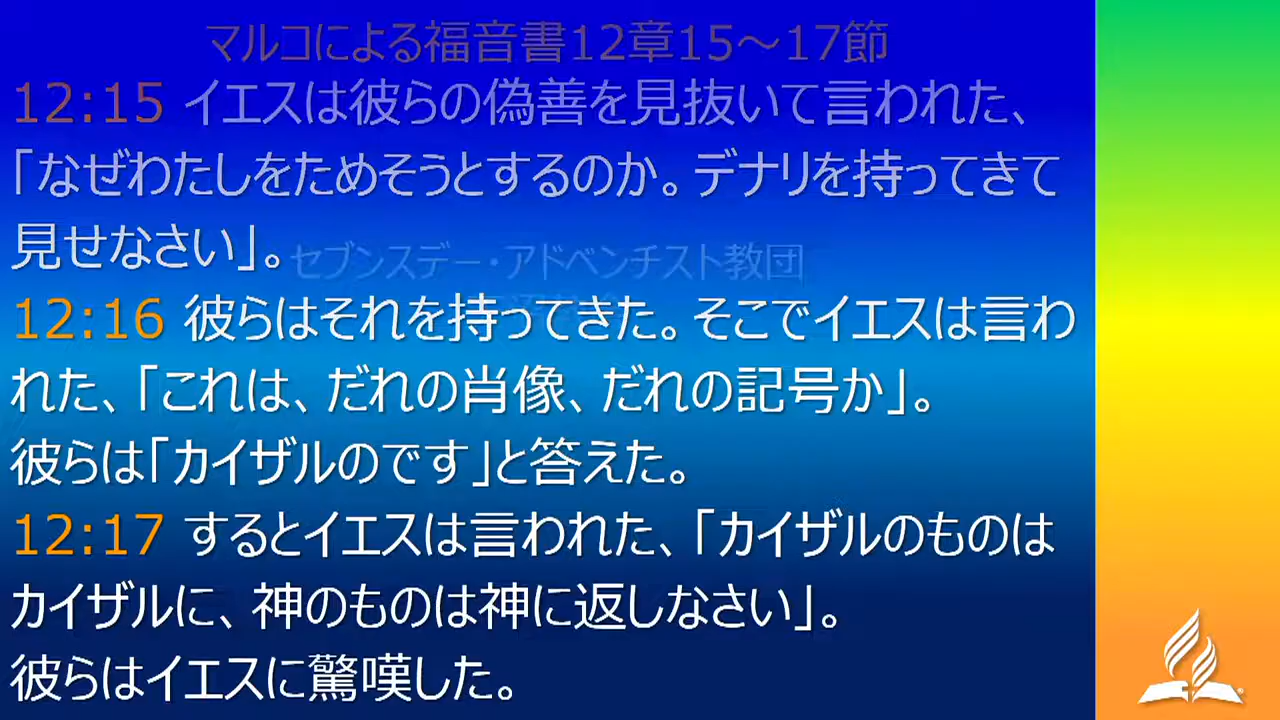 マルコによる福音書12章15～17節
12:15 イエスは彼らの偽善を見抜いて言われた、
「なぜわたしをためそうとするのか。デナリを持ってきて
見せなさい」。
セブンスデー・アドベンチスト教団
12:16 彼らはそれを持ってきた。そこでイエスは言わ
れた、「これは、だれの肖像、だれの記号か」。
彼らは「カイザルのです」と答えた。
12:17 するとイエスは言われた、「カイザルのものは
カイザルに、神のものは神に返しなさい」。
彼らはイエスに驚嘆した。